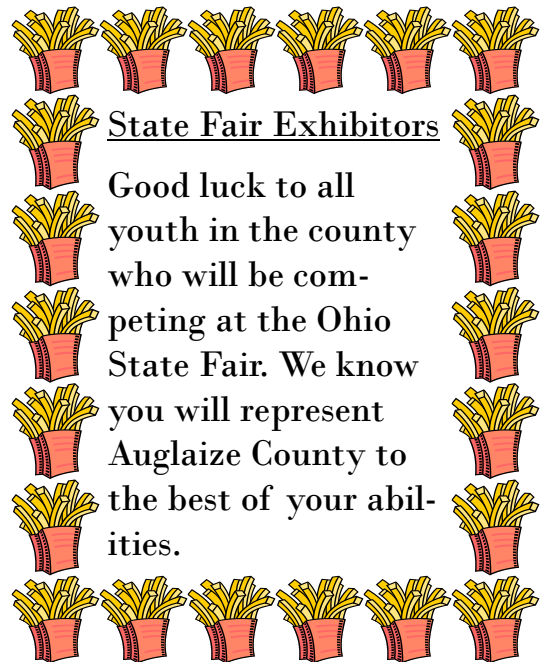 State Fair Exhibitors
Good luck to all
youth in the county
who will be com-
peting at the Ohio
State Fair. We know
you will represent
Auglaize County to
the best of your abil-
ities.